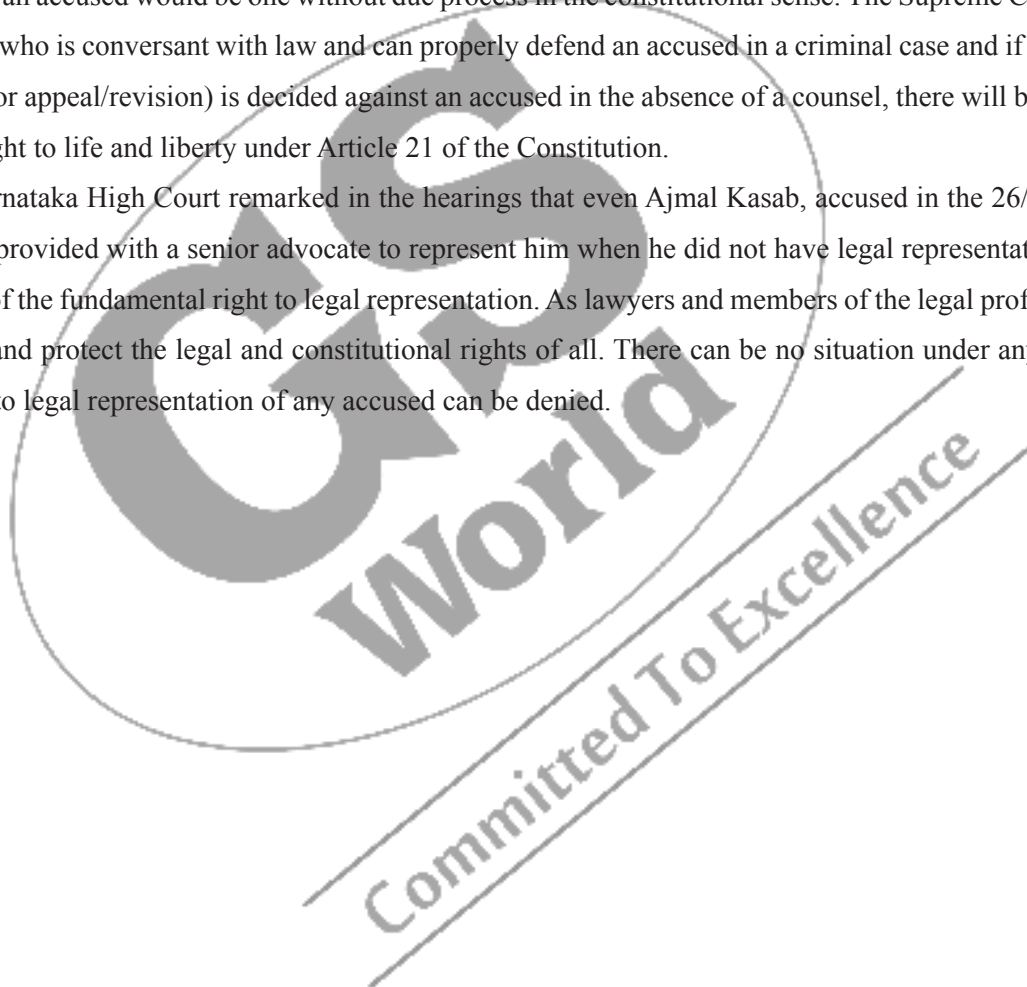 an accused would be one without due process in the constitutional sense. The Supreme C
who is conversant with law and can properly defend an accused in a criminal case and if
or appeal/revision) is decided against an accused in the absence of a counsel, there will b
ght to life and liberty under Article 21 of the Constitution.
rnataka High Court remarked in the hearings that even Ajmal Kasab, accused in the 26/
provided with a senior advocate to represent him when he did not have legal representat
of the fundamental right to legal representation. As lawyers and members of the legal prof
and protect the legal and constitutional rights of all. There can be no situation under any
to legal representation of any accused can be denied.
GS
World
Committed To Excellence